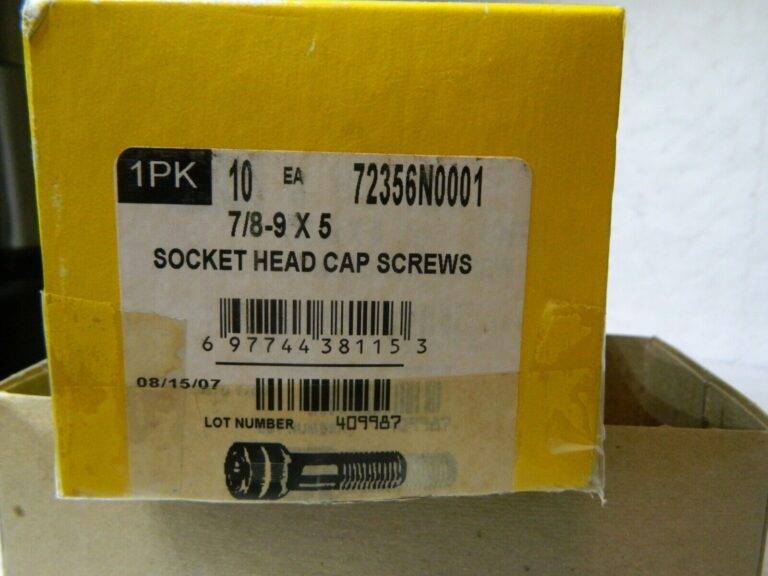 1PK 10 EA 72356N0001
7/8-9 X 5
SOCKET HEAD CAP SCREWS
6 97744 38115 3
08/15/07
LOT NUMBER 409987